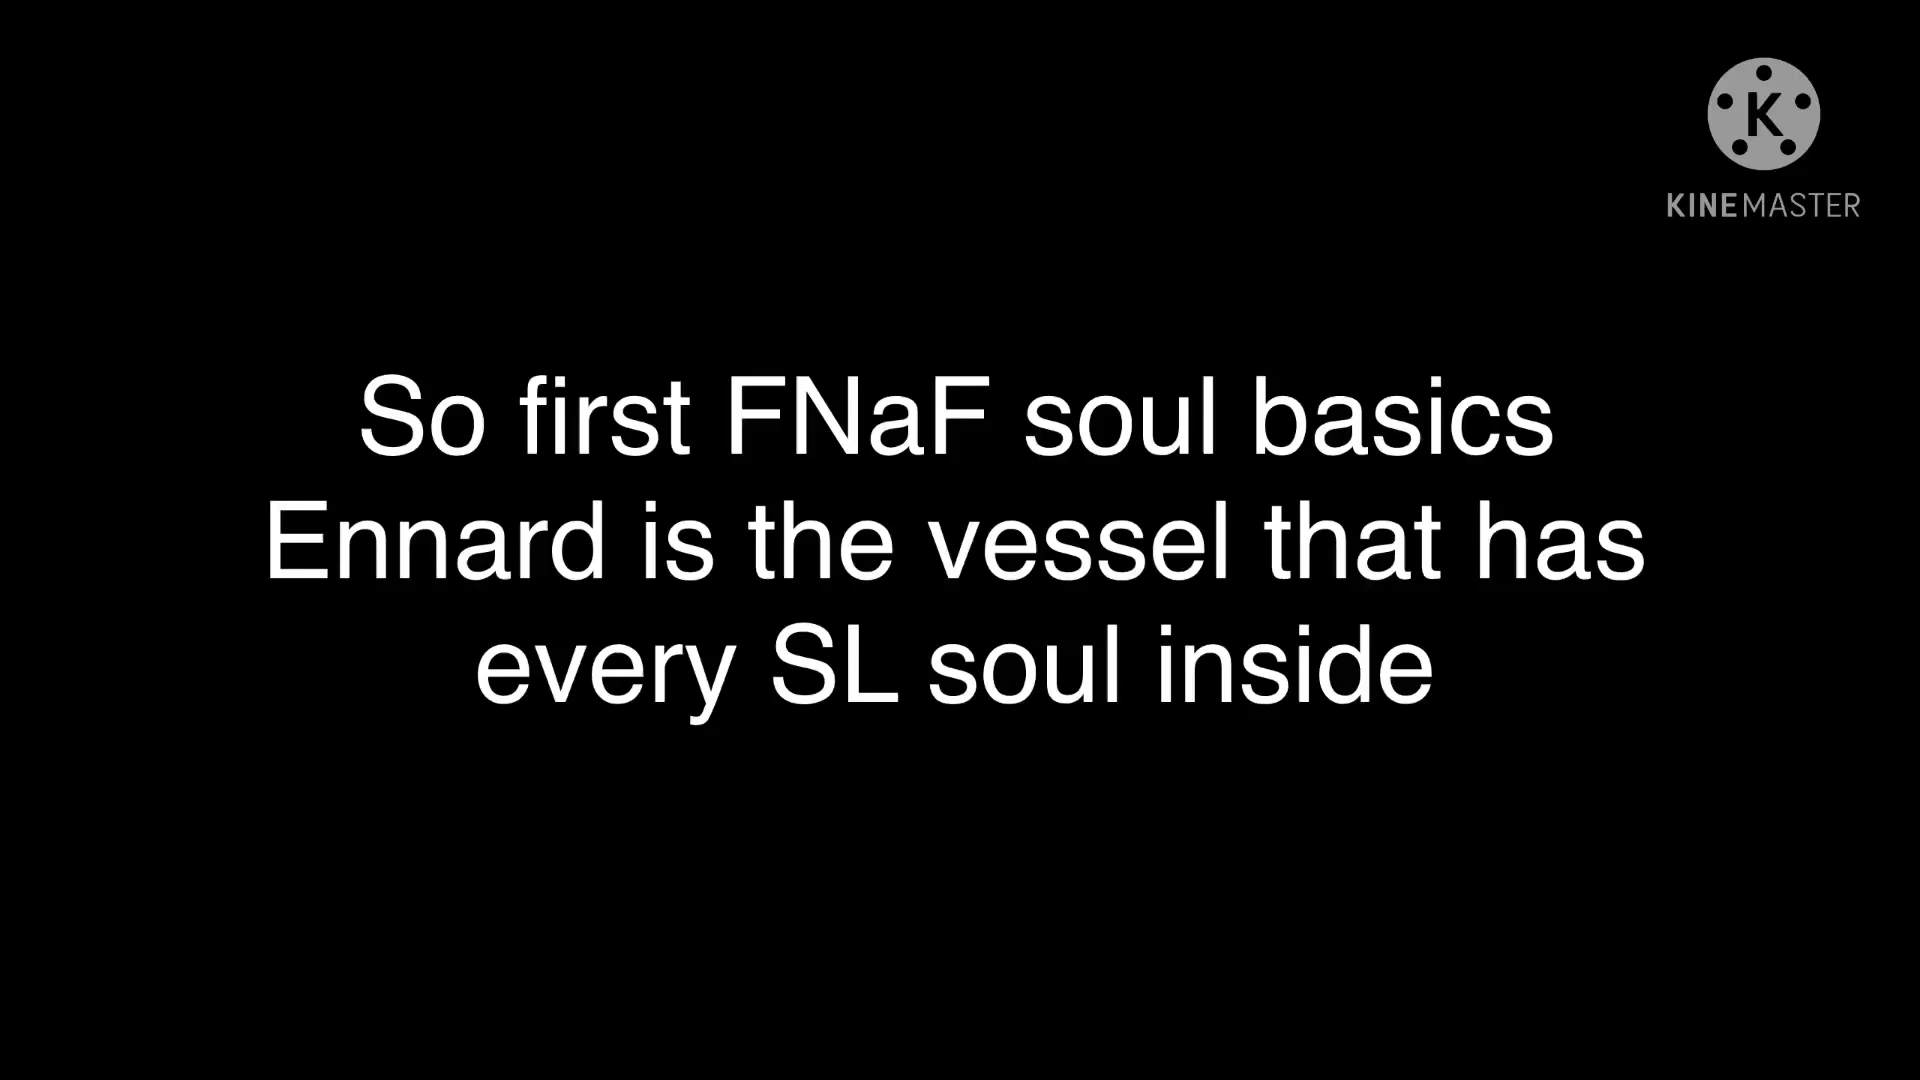 K
KINEMASTER
So first FNaF soul basics
Ennard is the vessel that has
every SL soul inside